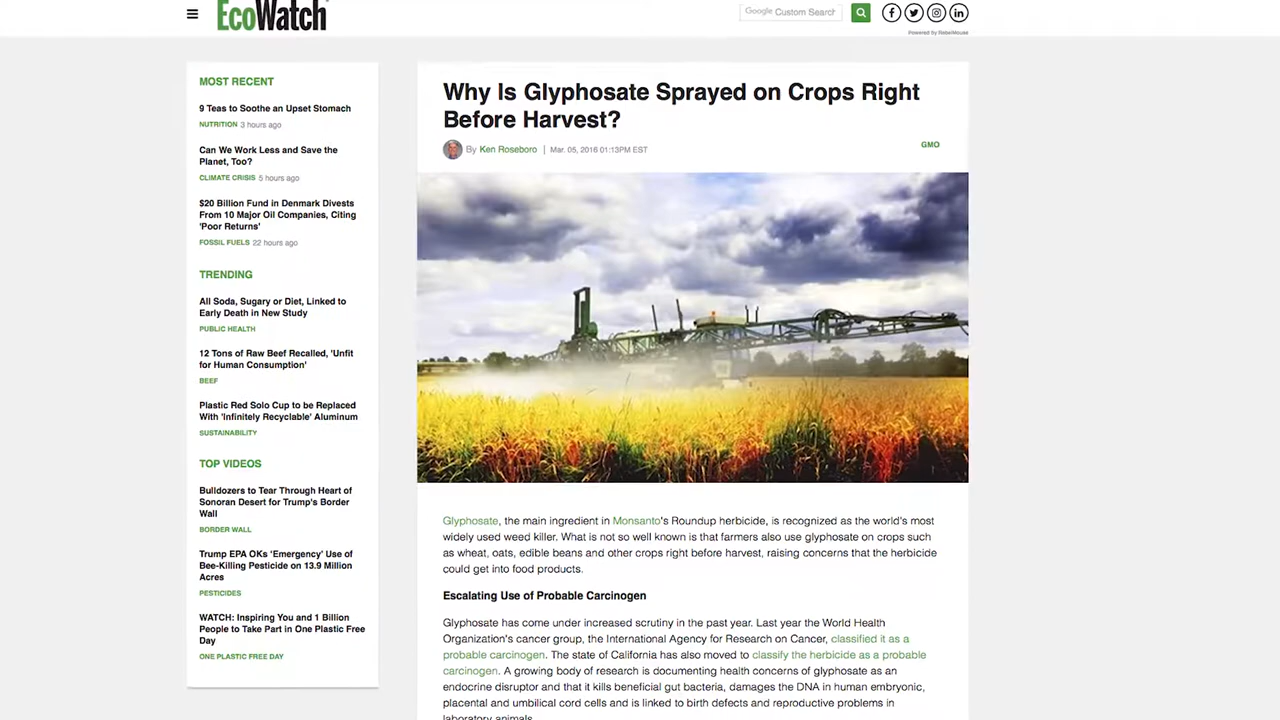 EcoWatch
Google Custom Search
Powered by RebelMouse
MOST RECENT
9 Teas to Soothe an Upset Stomach
NUTRITION 3 hours ago
Can We Work Less and Save the
Planet, Too?
CLIMATE CRISIS 5 hours ago
$20 Billion Fund in Denmark Divests
From 10 Major Oil Companies, Citing
'Poor Returns'
FOSSIL FUELS 22 hours ago
TRENDING
All Soda, Sugary or Diet, Linked to
Early Death in New Study
PUBLIC HEALTH
12 Tons of Raw Beef Recalled, 'Unfit
for Human Consumption'
BEEF
Plastic Red Solo Cup to be Replaced
With 'Infinitely Recyclable' Aluminum
SUSTAINABILITY
TOP VIDEOS
Bulldozers to Tear Through Heart of
Sonoran Desert for Trump's Border
Wall
BORDER WALL
Trump EPA OKs 'Emergency' Use of
Bee-Killing Pesticide on 13.9 Million
Acres
PESTICIDES
WATCH: Inspiring You and 1 Billion
People to Take Part in One Plastic Free
Day
ONE PLASTIC FREE DAY
Why Is Glyphosate Sprayed on Crops Right
Before Harvest?
By Ken Roseboro | Mar. 05, 2016 01:13PM EST
GMO
Glyphosate, the main ingredient in Monsanto's Roundup herbicide, is recognized as the world's most
widely used weed killer. What is not so well known is that farmers also use glyphosate on crops such
as wheat, oats, edible beans and other crops right before harvest, raising concerns that the herbicide
could get into food products.
Escalating Use of Probable Carcinogen
Glyphosate has come under increased scrutiny in the past year. Last year the World Health
Organization's cancer group, the International Agency for Research on Cancer, classified it as a
probable carcinogen. The state of California has also moved to classify the herbicide as a probable
carcinogen. A growing body of research is documenting health concerns of glyphosate as an
endocrine disruptor and that it kills beneficial gut bacteria, damages the DNA in human embryonic,
placental and umbilical cord cells and is linked to birth defects and reproductive problems in
laboratory animals.